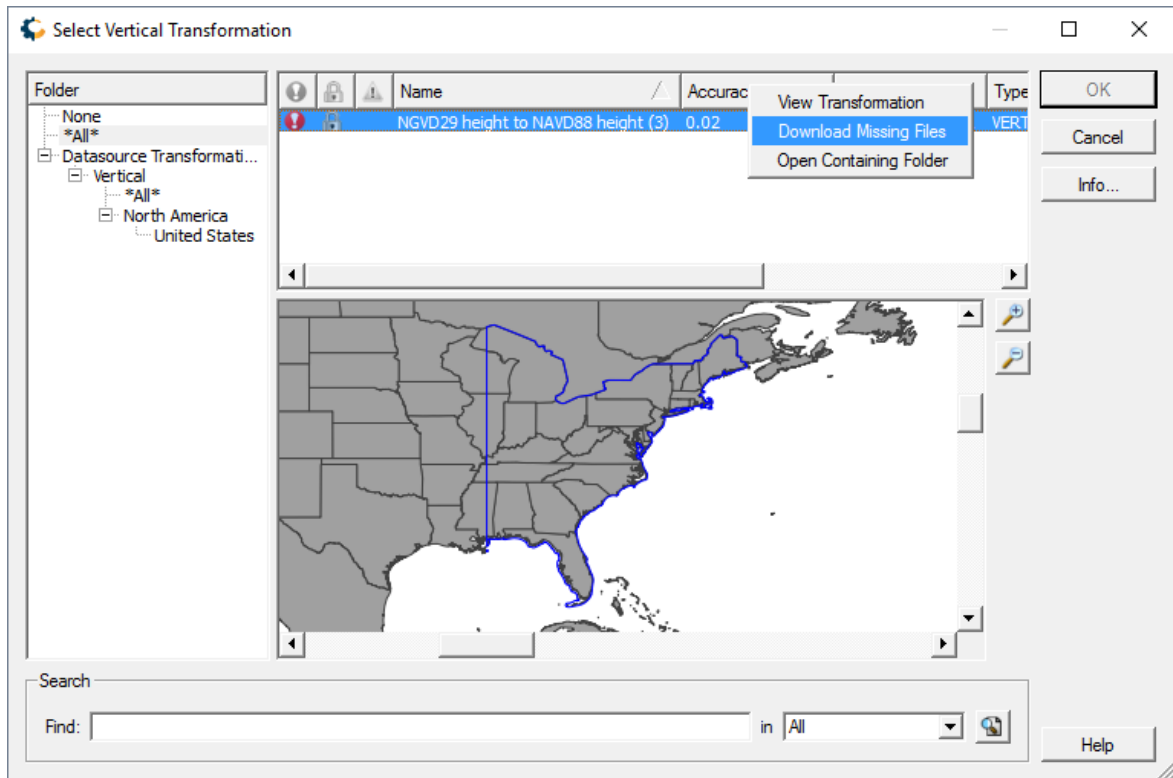 Select Vertical Transformation
Folder
None
*All*
Datasource Transformati...
Vertical
*All*
North America
United States
Name Accurac Type
NGVD29 height to NAVD88 height (3) 0.02 VERT
View Transformation
Download Missing Files
Open Containing Folder
OK
Cancel
Info...
Search
Find: in All
Help